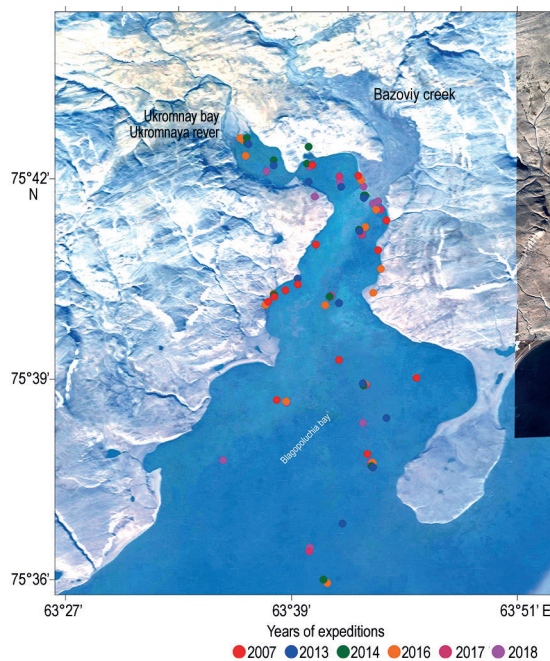 Bazoviy creek
Ukromnay bay
Ukromnaya rever
75°42'
N
75°39'
Blagopoluchia bay
75°36'
63°27'
63°39'
63°51' E
Years of expeditions
2007 2013 2014 2016 2017 2018